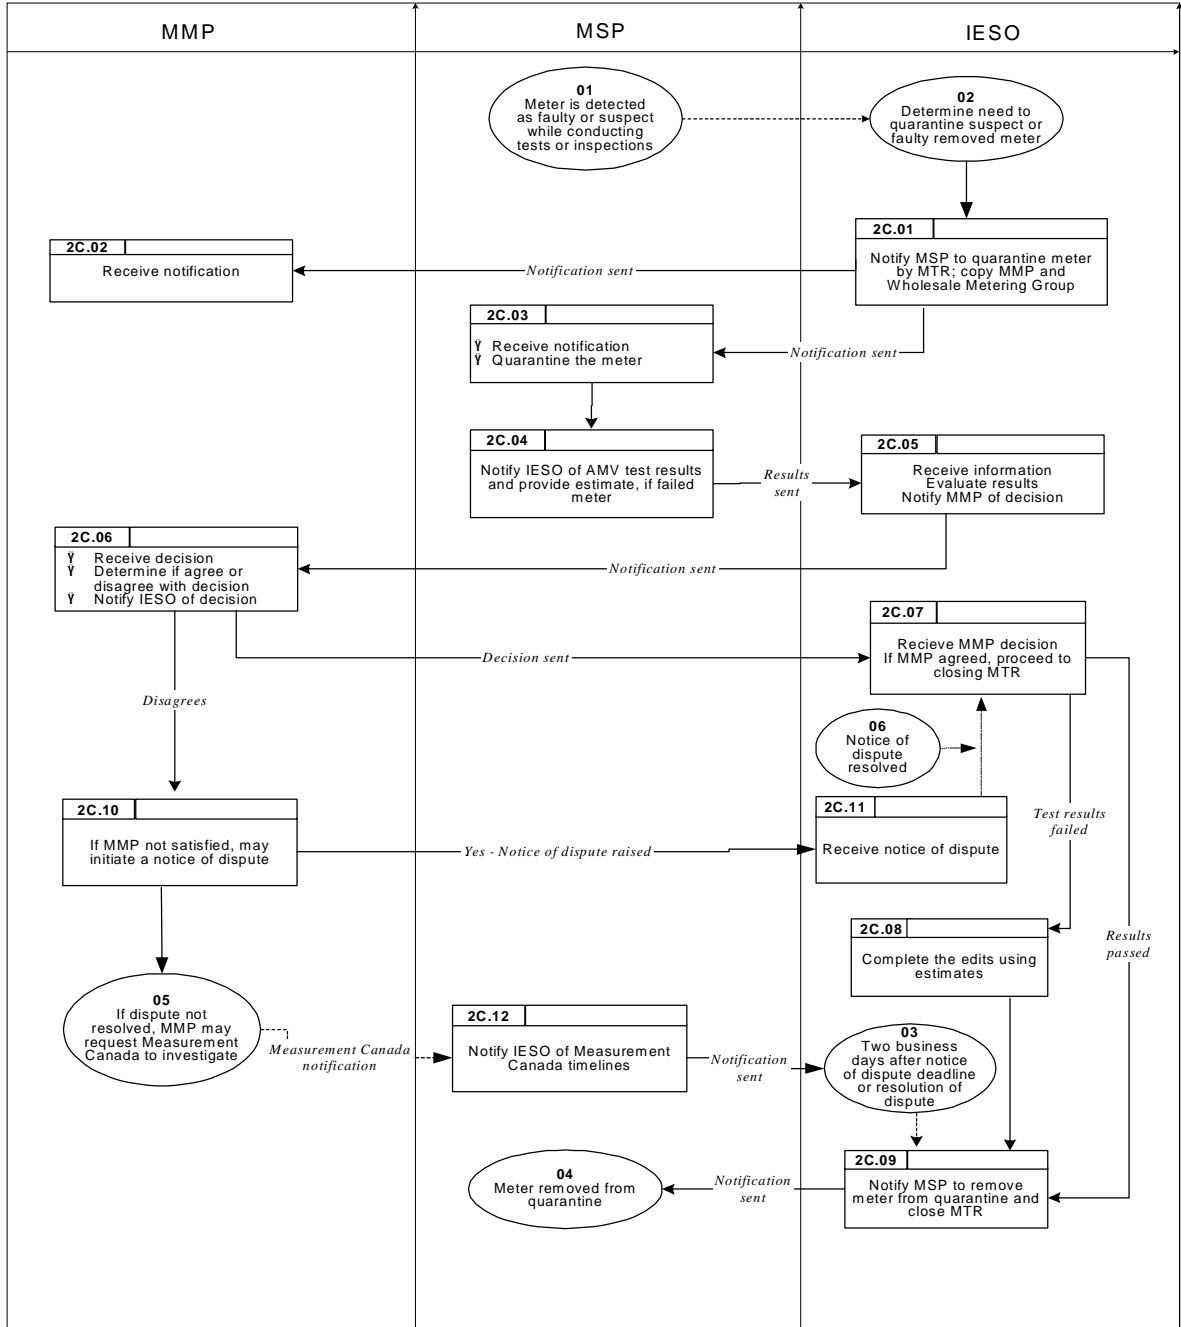 MMP
MSP
IESO
01
Meter is detected
as faulty or suspect
while conducting
tests or inspections
02
Determine need to
quarantine suspect or
faulty removed meter
2C.01
Notify MSP to quarantine meter
by MTR; copy MMP and
Wholesale Metering Group
2C.02
Receive notification
Notification sent
2C.03
Ÿ Receive notification
Ÿ Quarantine the meter
Notification sent
2C.04
Notify IESO of AMV test results
and provide estimate, if failed
meter
Results
sent
2C.05
Receive information
Evaluate results
Notify MMP of decision
2C.06
Ÿ Receive decision
Ÿ Determine if agree or
disagree with decision
Ÿ Notify IESO of decision
Notification sent
2C.07
Recieve MMP decision
If MMP agreed, proceed to
closing MTR
Decision sent
Disagrees
06
Notice of
dispute
resolved
2C.10
If MMP not satisfied, may
initiate a notice of dispute
Yes - Notice of dispute raised
2C.11
Receive notice of dispute
Test results
failed
2C.08
Complete the edits using
estimates
Results
passed
05
If dispute not
resolved, MMP may
request Measurement
Canada to investigate
Measurement Canada
notification
2C.12
Notify IESO of Measurement
Canada timelines
Notification
sent
03
Two business
days after notice
of dispute deadline
or resolution of
dispute
04
Meter removed from
quarantine
Notification
sent
2C.09
Notify MSP to remove
meter from quarantine and
close MTR